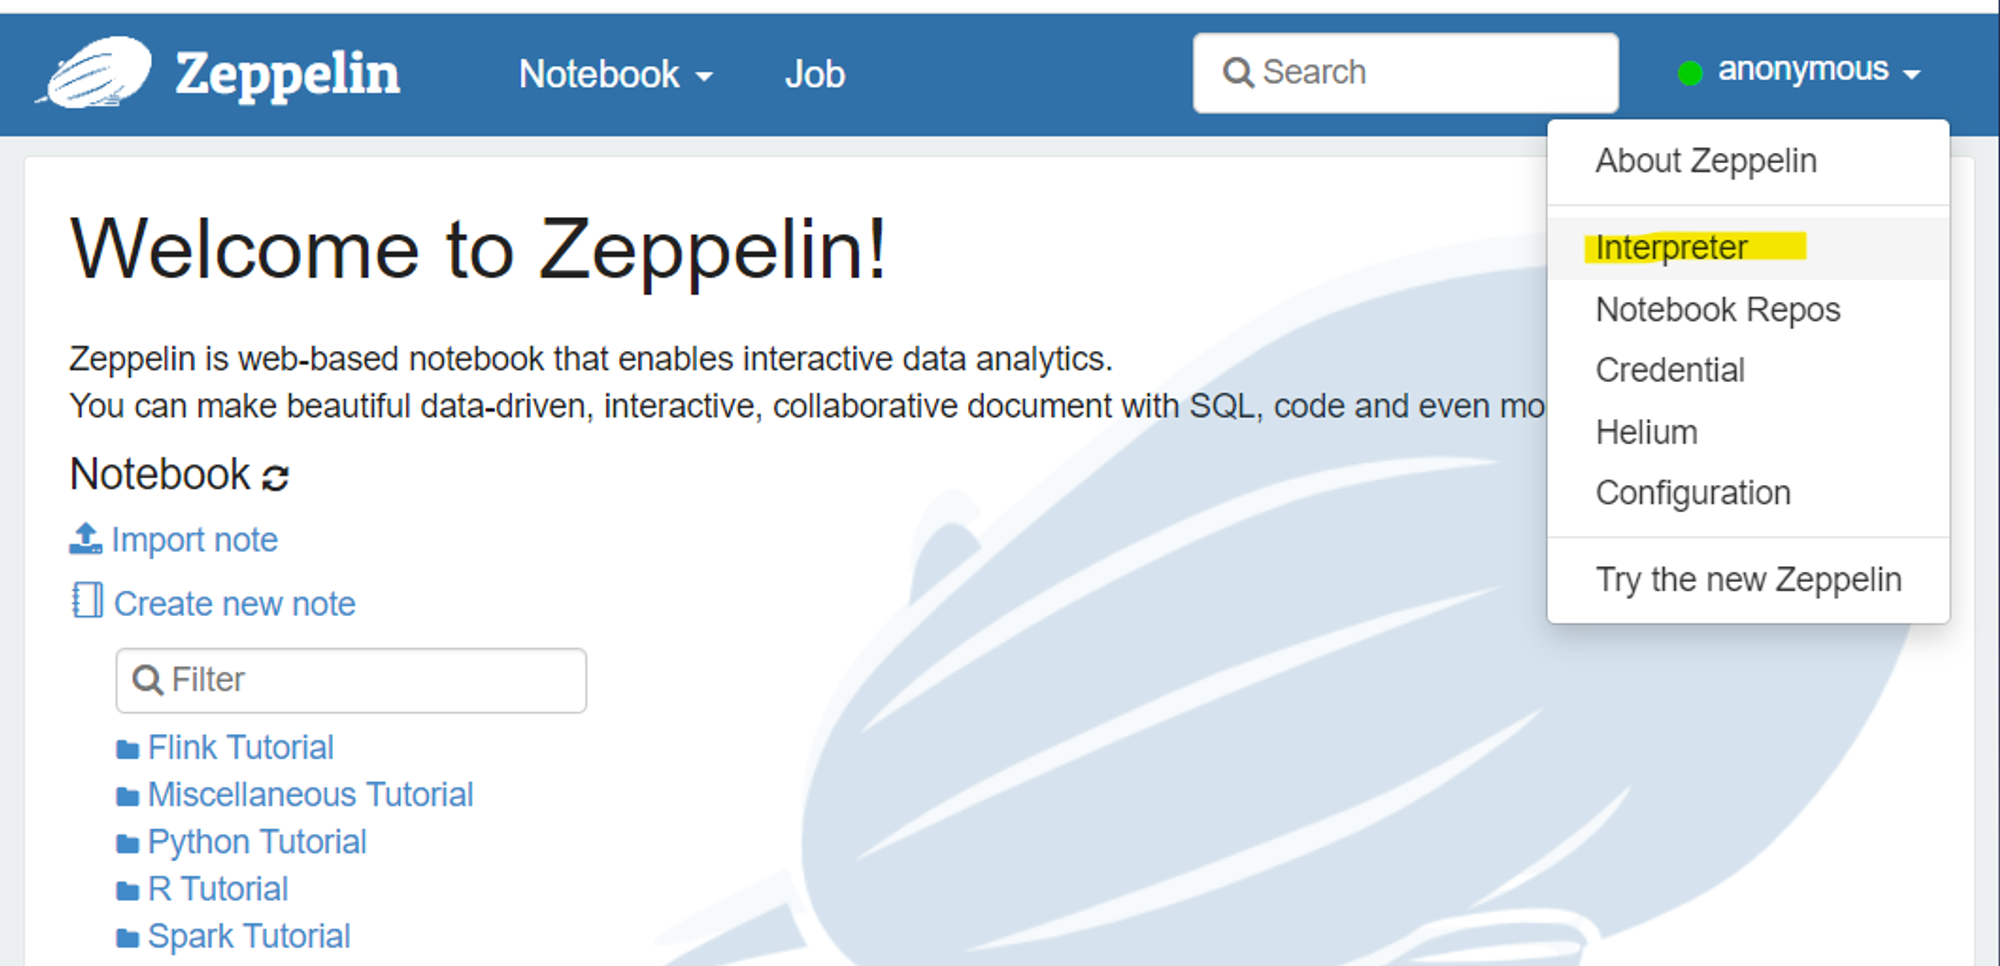 Zeppelin Notebook Job Search anonymous
About Zeppelin
Interpreter
Notebook Repos
Credential
Helium
Configuration
Try the new Zeppelin
Welcome to Zeppelin!
Zeppelin is web-based notebook that enables interactive data analytics.
You can make beautiful data-driven, interactive, collaborative document with SQL, code and even mo
Notebook
Import note
Create new note
Filter
Flink Tutorial
Miscellaneous Tutorial
Python Tutorial
R Tutorial
Spark Tutorial